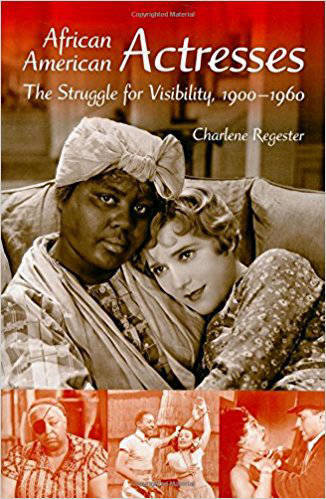 African
American
Actresses
The Struggle for Visibility, 1900–1960
Charlene Regester